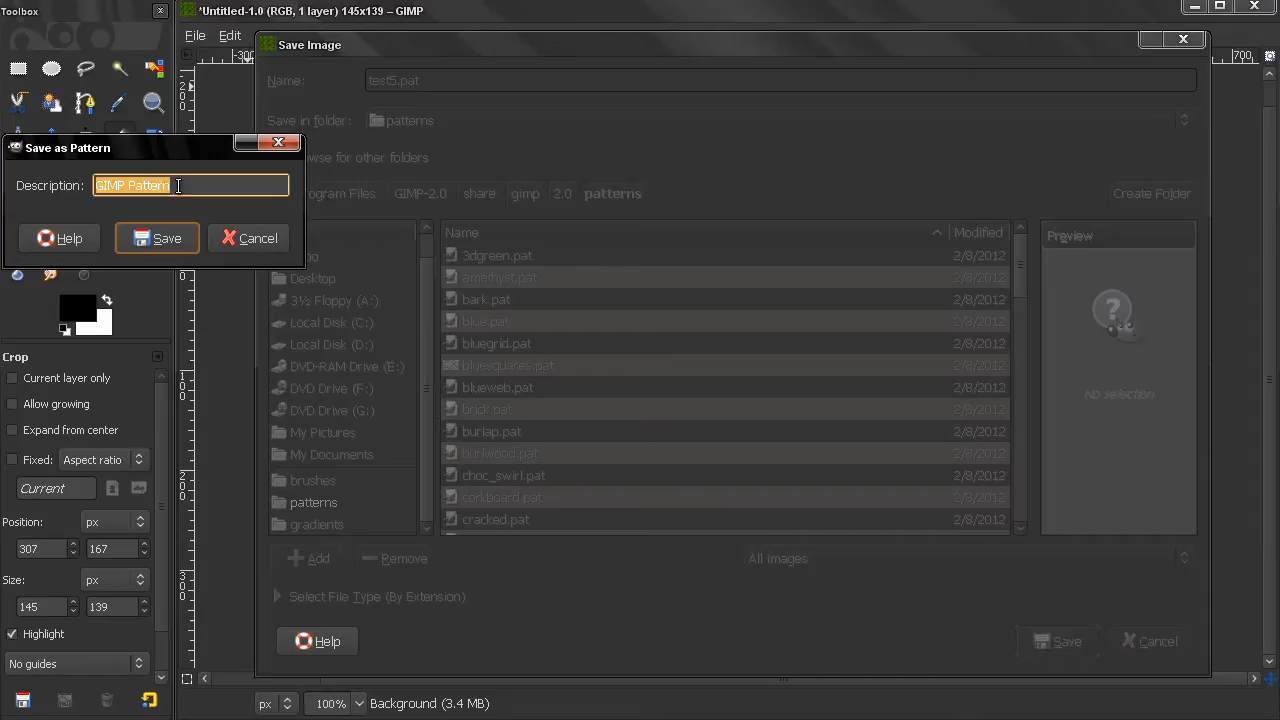 Toolbox
*Untitled-1.0 (RGB, 1 layer) 145x139 – GIMP
File Edit
Save Image
Name: test5.pat
Save in folder: patterns
Save as Pattern
Description: GIMP Pattern
Help Save Cancel
wse for other folders
gram Files GIMP-2.0 share gimp 2.0 patterns Create Folder
Name Modified Preview
3dgreen.pat 2/8/2012
Desktop amethyst.pat 2/8/2012
3½ Floppy (A:) bark.pat 2/8/2012
Local Disk (C:) blue.pat 2/8/2012
Local Disk (D:) bluegrid.pat 2/8/2012
DVD-RAM Drive (E:) bluesquares.pat 2/8/2012
DVD Drive (F:) blueweb.pat 2/8/2012
No selection
DVD Drive (G:) brick.pat 2/8/2012
My Pictures burlap.pat 2/8/2012
My Documents burlwood.pat 2/8/2012
brushes choc_swirl.pat 2/8/2012
patterns corkboard.pat 2/8/2012
gradients cracked.pat 2/8/2012
Add Remove All Images
Select File Type (By Extension)
Help Save Cancel
Crop
Current layer only
Allow growing
Expand from center
Fixed: Aspect ratio
Current
Position: px
307 167
Size: px
145 139
Highlight
No guides
px 100% Background (3.4 MB)
-300
700
200
0
100
200
300